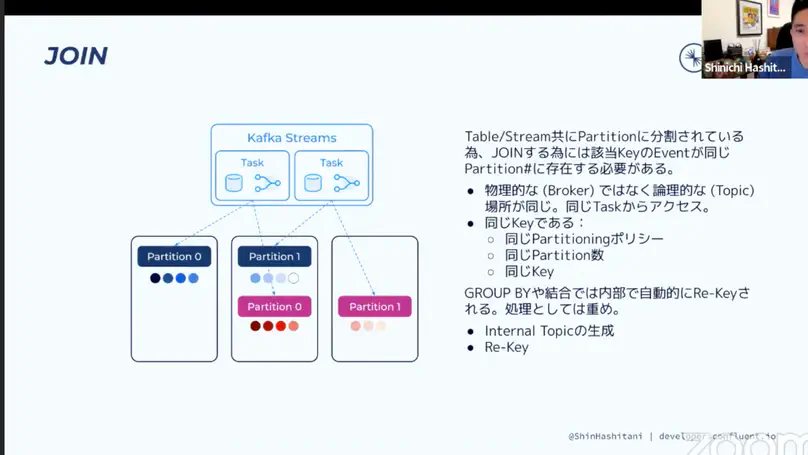 JOIN
Shinichi Hashit...
Kafka Streams
Task
Task
Partition 0
Partition 1
Partition 0
Partition 1
Table/Stream共にPartitionに分割されている
為、JOINする為には該当KeyのEventが同じ
Partition#に存在する必要がある。
● 物理的な (Broker) ではなく論理的な (Topic)
場所が同じ。同じTaskからアクセス。
● 同じKeyである：
○ 同じPartitioningポリシー
○ 同じPartition数
○ 同じKey
GROUP BYや結合では内部で自動的にRe-Keyさ
れる。処理としては重め。
● Internal Topicの生成
● Re-Key
@ShinHashitani | developer.confluent.io
zoom